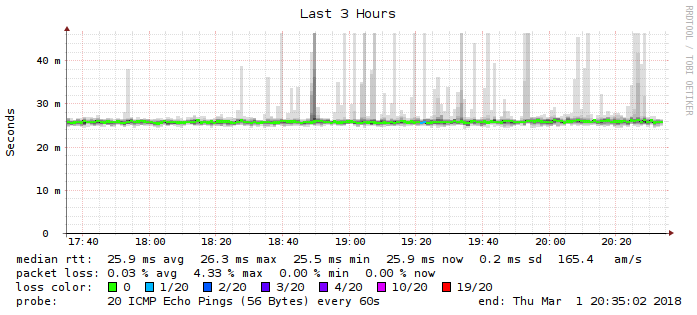 Last 3 Hours
RRDTOOL / TOBI OETIKER
Seconds
40 m
30 m
20 m
10 m
0
17:40 18:00 18:20 18:40 19:00 19:20 19:40 20:00 20:20
median rtt: 25.9 ms avg 26.3 ms max 25.5 ms min 25.9 ms now 0.2 ms sd 165.4 am/s
packet loss: 0.03 % avg 4.33 % max 0.00 % min 0.00 % now
loss color: 0 1/20 2/20 3/20 4/20 10/20 19/20
probe: 20 ICMP Echo Pings (56 Bytes) every 60s end: Thu Mar 1 20:35:02 2018